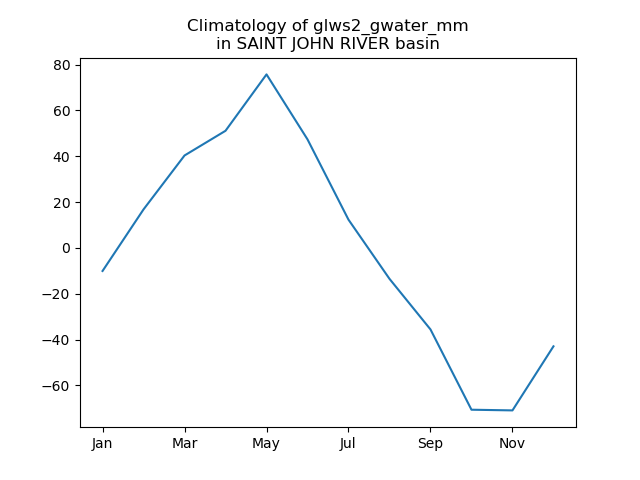 Climatology of glws2_gwater_mm
in SAINT JOHN RIVER basin
80
60
40
20
0
−20
−40
−60
Jan Mar May Jul Sep Nov